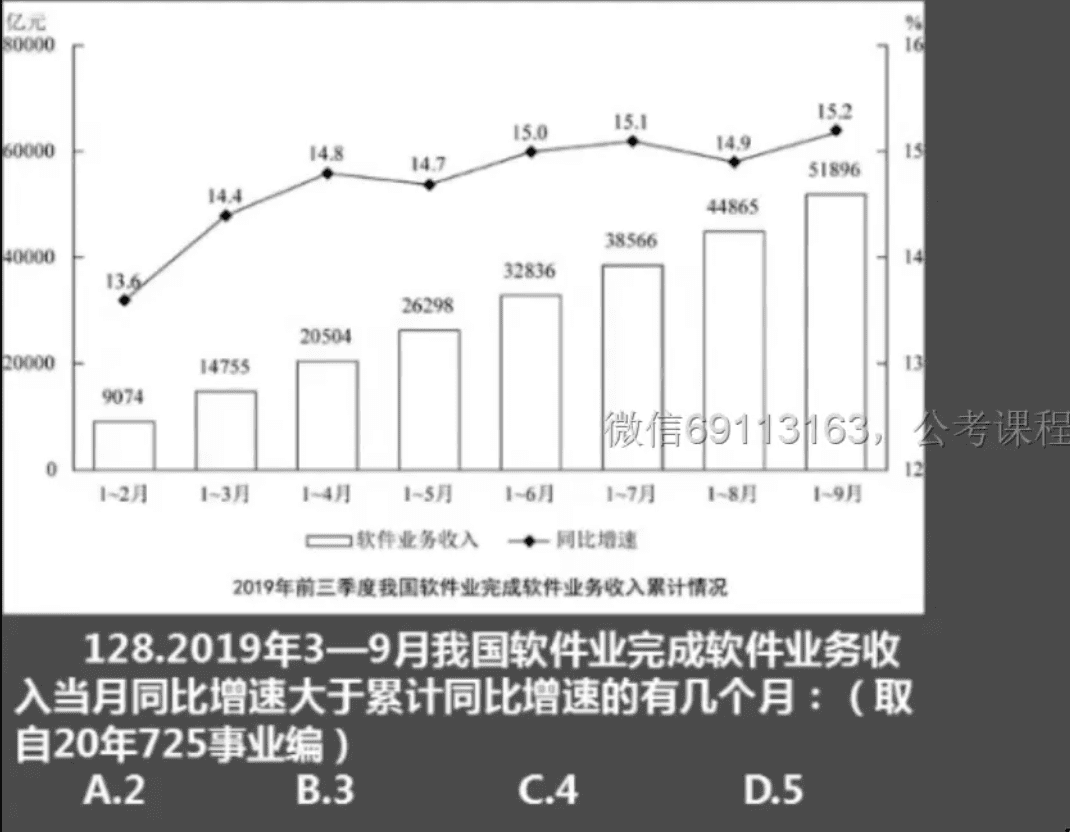 亿元 %
80000 16
60000 15
40000 14
20000 13
0 12
13.6 14.4 14.8 14.7 15.0 15.1 14.9 15.2
9074 14755 20504 26298 32836 38566 44865 51896
1~2月 1~3月 1~4月 1~5月 1~6月 1~7月 1~8月 1~9月
微信69113163，公考课程
软件业务收入 同比增速
2019年前三季度我国软件业完成软件业务收入累计情况
128.2019年3—9月我国软件业完成软件业务收
入当月同比增速大于累计同比增速的有几个月：（取
自20年725事业编）
A.2 B.3 C.4 D.5